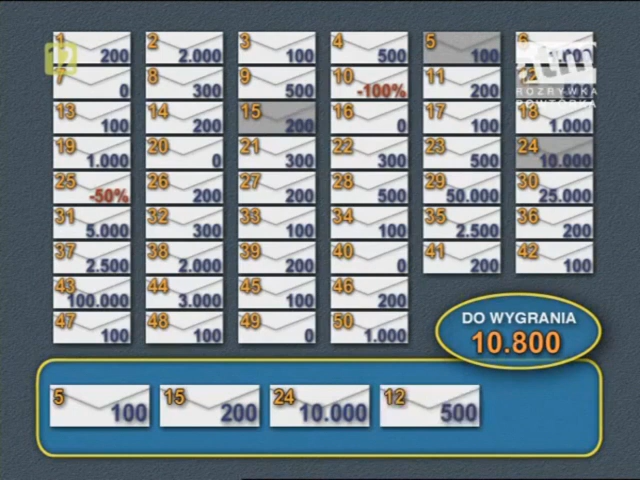 1 200 2 2.000 3 100 4 500 5 100 6
7 0 8 300 9 500 10 -100% 11 200 12
13 100 14 200 15 200 16 0 17 100 18 1.000
19 1.000 20 0 21 300 22 300 23 500 24 10.000
25 -50% 26 200 27 200 28 500 29 50.000 30 25.000
31 5.000 32 300 33 100 34 100 35 2.500 36 200
37 2.500 38 2.000 39 200 40 0 41 200 42 100
43 100.000 44 3.000 45 100 46 200
47 100 48 100 49 0 50 1.000
12
atm
ROZRYWKA
POWTÓRKA
DO WYGRANIA
10.800
5 100 15 200 24 10.000 12 500